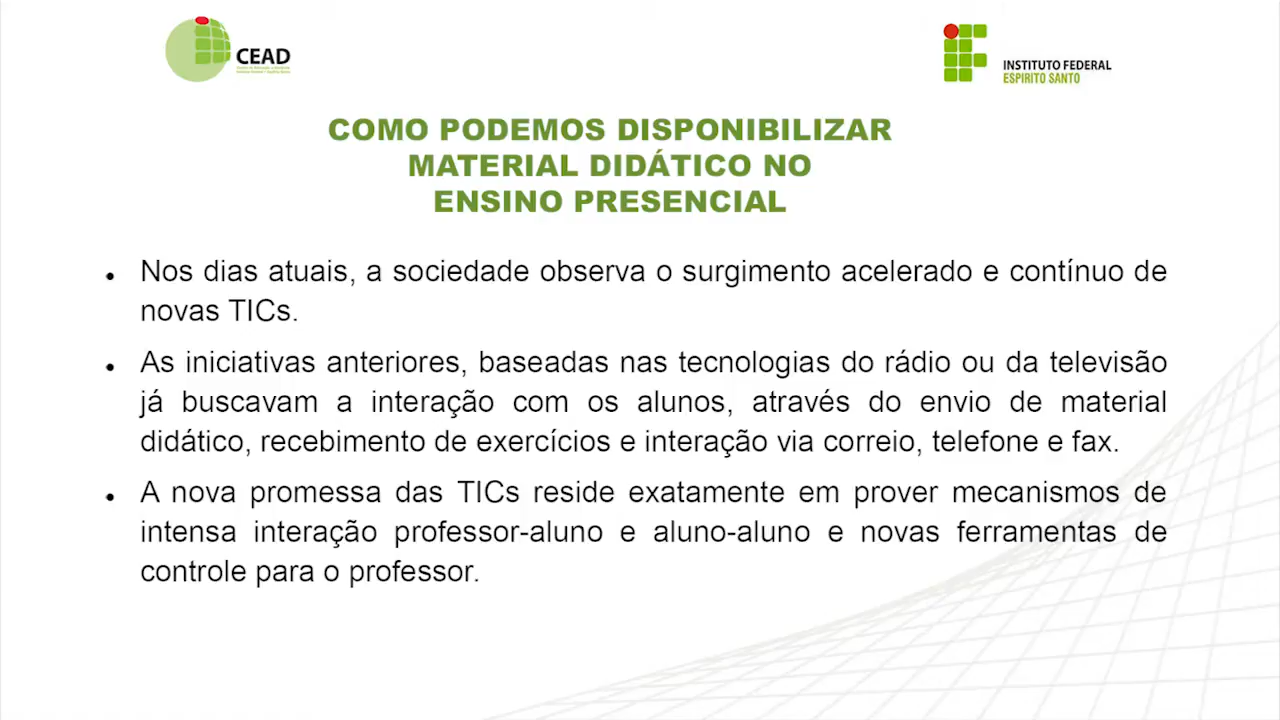 CEAD
INSTITUTO FEDERAL
ESPIRITO SANTO
COMO PODEMOS DISPONIBILIZAR
MATERIAL DIDÁTICO NO
ENSINO PRESENCIAL
• Nos dias atuais, a sociedade observa o surgimento acelerado e contínuo de
novas TICs.
• As iniciativas anteriores, baseadas nas tecnologias do rádio ou da televisão
já buscavam a interação com os alunos, através do envio de material
didático, recebimento de exercícios e interação via correio, telefone e fax.
• A nova promessa das TICs reside exatamente em prover mecanismos de
intensa interação professor-aluno e aluno-aluno e novas ferramentas de
controle para o professor.